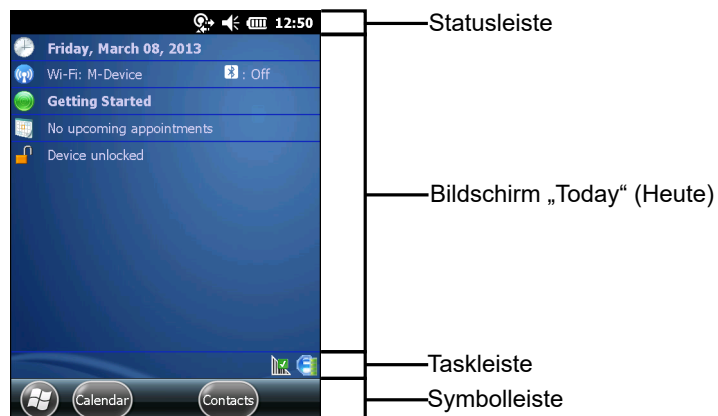 12:50
Statusleiste
Friday, March 08, 2013
Wi-Fi: M-Device : Off
Getting Started
No upcoming appointments
Device unlocked
Bildschirm „Today“ (Heute)
Taskleiste
Calendar Contacts
Symbolleiste